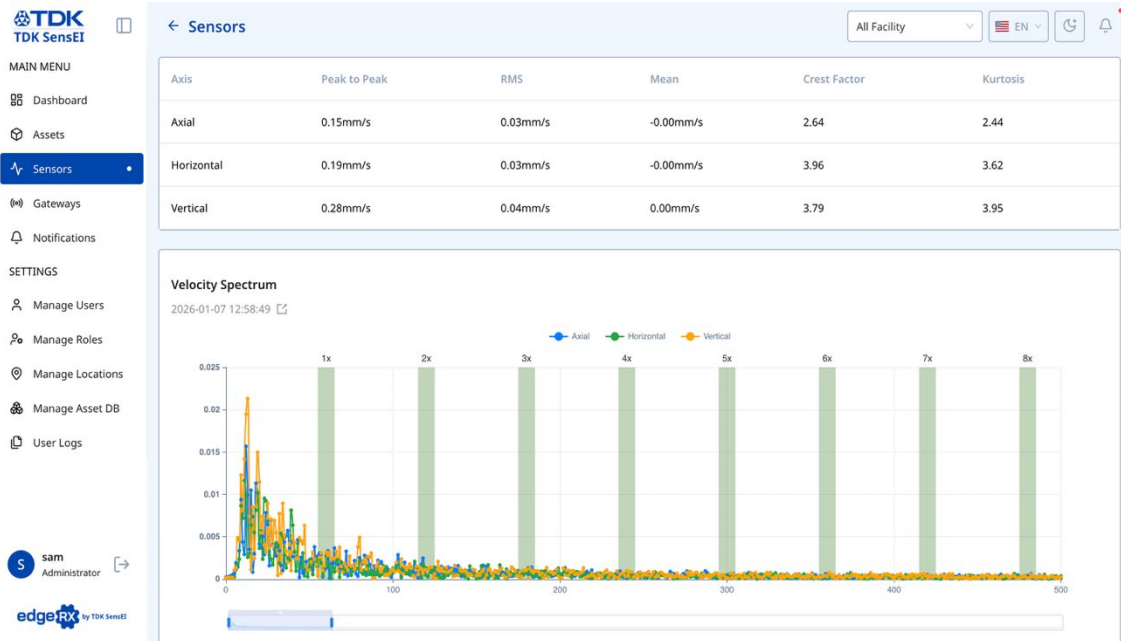 TDK
TDK SensEI
Sensors
All Facility
EN
MAIN MENU
Dashboard
Assets
Sensors
Gateways
Notifications
SETTINGS
Manage Users
Manage Roles
Manage Locations
Manage Asset DB
User Logs
S
sam
Administrator
edgeRX by TDK SensEI
Axis Peak to Peak RMS Mean Crest Factor Kurtosis
Axial 0.15mm/s 0.03mm/s -0.00mm/s 2.64 2.44
Horizontal 0.19mm/s 0.03mm/s -0.00mm/s 3.96 3.62
Vertical 0.28mm/s 0.04mm/s 0.00mm/s 3.79 3.95
Velocity Spectrum
2026-01-07 12:58:49
Axial Horizontal Vertical
1x 2x 3x 4x 5x 6x 7x 8x
0.025
0.02
0.015
0.01
0.005
0
0 100 200 300 400 500